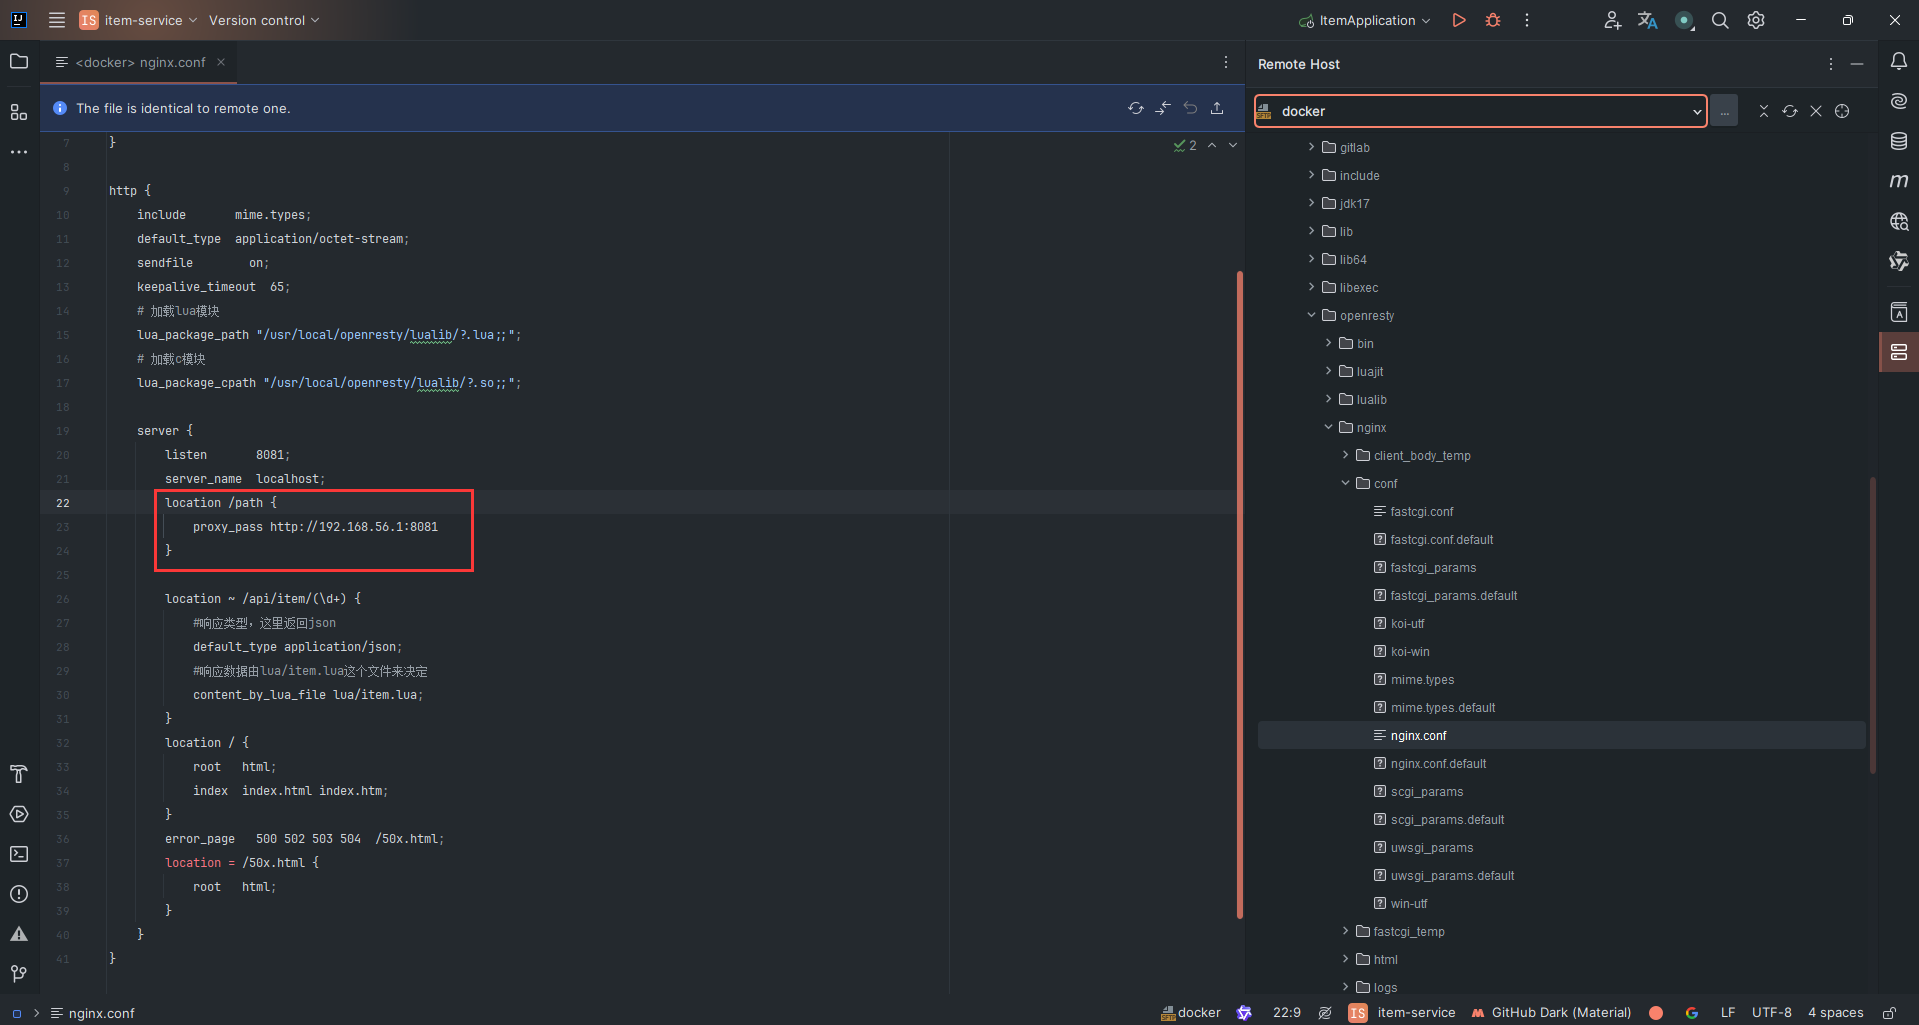 IS item-service Version control ItemApplication
<docker> nginx.conf
Remote Host
The file is identical to remote one.
SFTP docker ...
2
7 }
8
9 http {
10 include       mime.types;
11 default_type  application/octet-stream;
12 sendfile        on;
13 keepalive_timeout  65;
14 # 加载lua模块
15 lua_package_path "/usr/local/openresty/lualib/?.lua;;";
16 # 加载c模块
17 lua_package_cpath "/usr/local/openresty/lualib/?.so;;";
18
19 server {
20 listen       8081;
21 server_name  localhost;
22 location /path {
23 proxy_pass http://192.168.56.1:8081
24 }
25
26 location ~ /api/item/(\d+) {
27 #响应类型，这里返回json
28 default_type application/json;
29 #响应数据由lua/item.lua这个文件来决定
30 content_by_lua_file lua/item.lua;
31 }
32 location / {
33 root   html;
34 index  index.html index.htm;
35 }
36 error_page   500 502 503 504  /50x.html;
37 location = /50x.html {
38 root   html;
39 }
40 }
41 }
gitlab
include
jdk17
lib
lib64
libexec
openresty
bin
luajit
lualib
nginx
client_body_temp
conf
fastcgi.conf
fastcgi.conf.default
fastcgi_params
fastcgi_params.default
koi-utf
koi-win
mime.types
mime.types.default
nginx.conf
nginx.conf.default
scgi_params
scgi_params.default
uwsgi_params
uwsgi_params.default
win-utf
fastcgi_temp
html
logs
nginx.conf
SFTP docker 22:9 IS item-service GitHub Dark (Material) G LF UTF-8 4 spaces